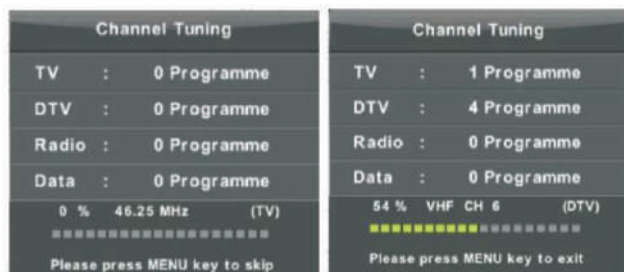 Channel Tuning
TV : 0 Programme
DTV : 0 Programme
Radio : 0 Programme
Data : 0 Programme
0 % 46.25 MHz (TV)
Please press MENU key to skip
Channel Tuning
TV : 1 Programme
DTV : 4 Programme
Radio : 0 Programme
Data : 0 Programme
54 % VHF CH 6 (DTV)
Please press MENU key to exit